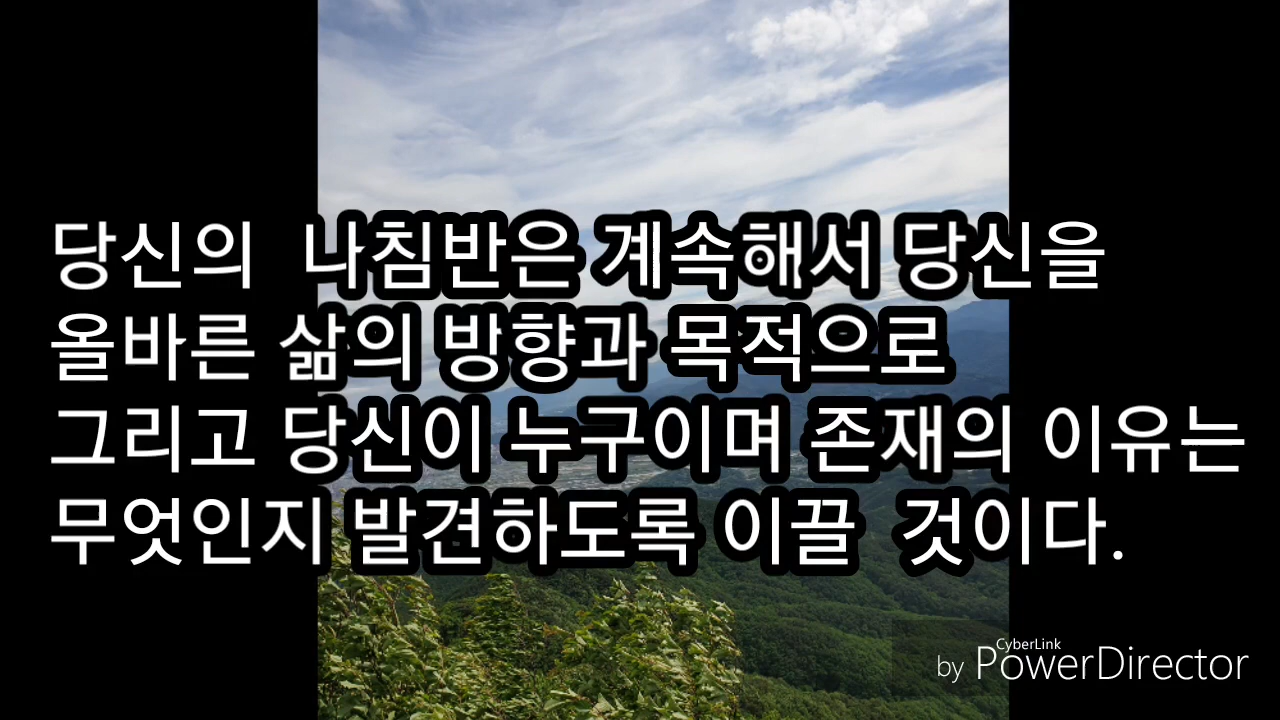 당신의 나침반은 계속해서 당신을
올바른 삶의 방향과 목적으로
그리고 당신이 누구이며 존재의 이유는
무엇인지 발견하도록 이끌 것이다.
CyberLink
by PowerDirector